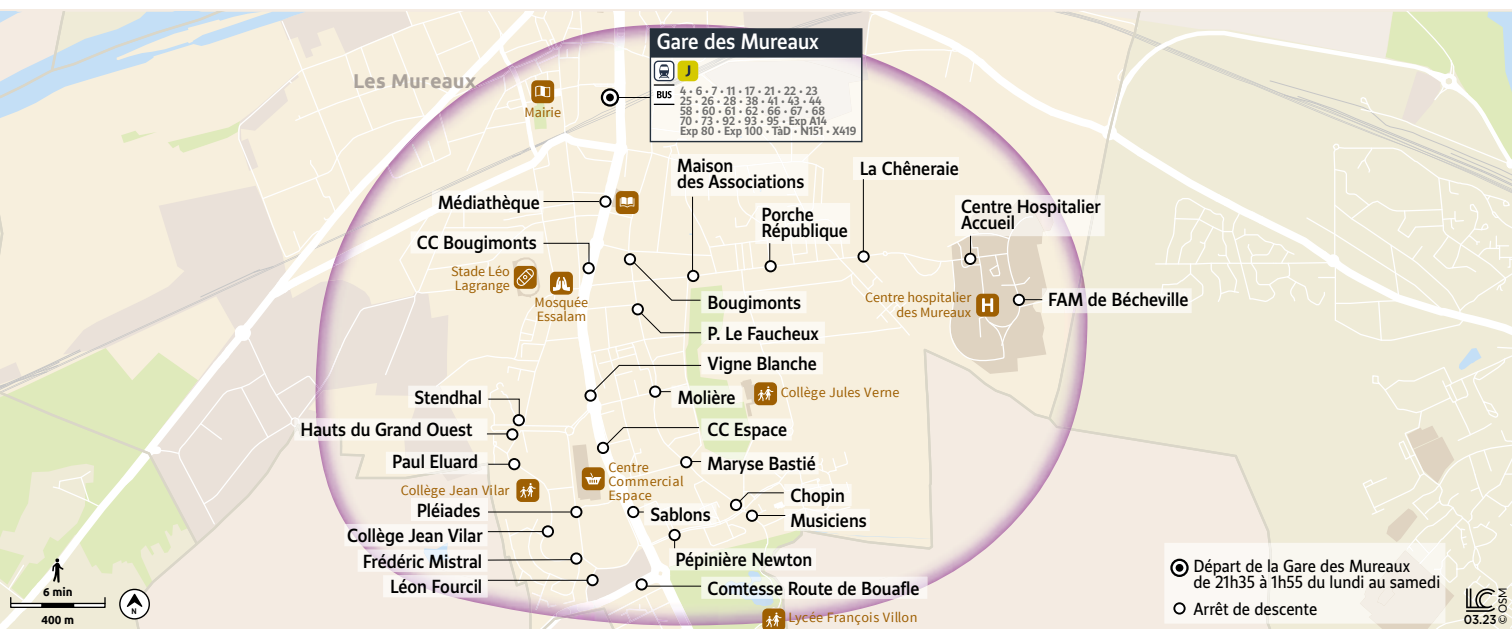 Gare des Mureaux
J
BUS
4 • 6 • 7 • 11 • 17 • 21 • 22 • 23
25 • 26 • 28 • 38 • 41 • 43 • 44
58 • 60 • 61 • 62 • 66 • 67 • 68
70 • 73 • 92 • 93 • 95 • Exp A14
Exp 80 • Exp 100 • TàD • N151 • X419
Les Mureaux
Mairie
Maison
des Associations
La Chêneraie
Médiathèque
Porche
République
Centre Hospitalier
Accueil
CC Bougimonts
Stade Léo
Lagrange
Mosquée
Essalam
Bougimonts
Centre hospitalier
des Mureaux
H
FAM de Bécheville
P. Le Faucheux
Vigne Blanche
Stendhal
Molière
Collège Jules Verne
Hauts du Grand Ouest
CC Espace
Paul Eluard
Maryse Bastié
Centre
Commercial
Espace
Collège Jean Vilar
Chopin
Pléiades
Sablons
Musiciens
Collège Jean Vilar
Frédéric Mistral
Pépinière Newton
Léon Fourcil
Comtesse Route de Bouafle
Lycée François Villon
6 min
400 m
N
Départ de la Gare des Mureaux
de 21h35 à 1h55 du lundi au samedi
Arrêt de descente
LC
03.23
© OSM